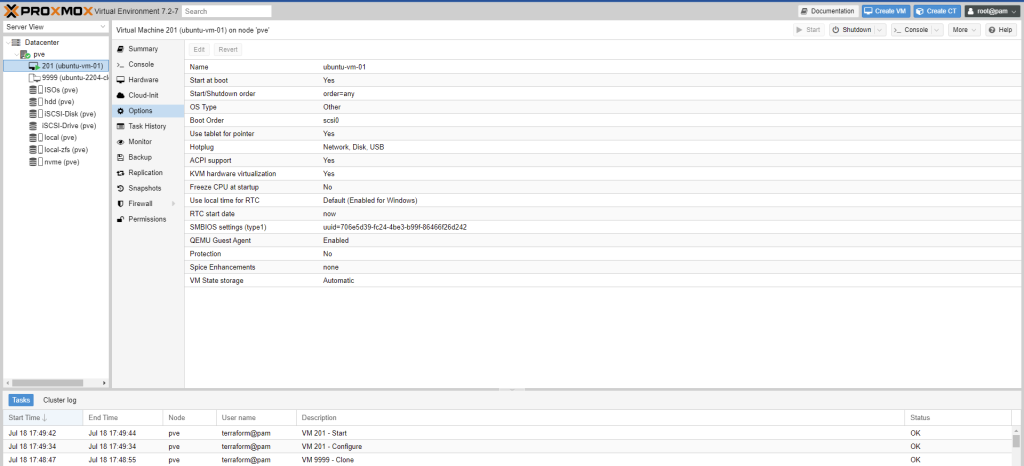 PROXMOX Virtual Environment 7.2-7 Search Documentation Create VM Create CT root@pam
Server View
Virtual Machine 201 (ubuntu-vm-01) on node 'pve' Start Shutdown Console More Help
Datacenter
pve
201 (ubuntu-vm-01)
9999 (ubuntu-2204-cl
ISOs (pve)
hdd (pve)
iSCSI-Disk (pve)
iSCSI-Drive (pve)
local (pve)
local-zfs (pve)
nvme (pve)
Summary
Console
Hardware
Cloud-Init
Options
Task History
Monitor
Backup
Replication
Snapshots
Firewall
Permissions
Edit Revert
Name ubuntu-vm-01
Start at boot Yes
Start/Shutdown order order=any
OS Type Other
Boot Order scsi0
Use tablet for pointer Yes
Hotplug Network, Disk, USB
ACPI support Yes
KVM hardware virtualization Yes
Freeze CPU at startup No
Use local time for RTC Default (Enabled for Windows)
RTC start date now
SMBIOS settings (type1) uuid=706e5d39-fc24-4be3-b99f-86466f26d242
QEMU Guest Agent Enabled
Protection No
Spice Enhancements none
VM State storage Automatic
Tasks Cluster log
Start Time End Time Node User name Description Status
Jul 18 17:49:42 Jul 18 17:49:44 pve terraform@pam VM 201 - Start OK
Jul 18 17:49:34 Jul 18 17:49:34 pve terraform@pam VM 201 - Configure OK
Jul 18 17:48:47 Jul 18 17:48:55 pve terraform@pam VM 9999 - Clone OK